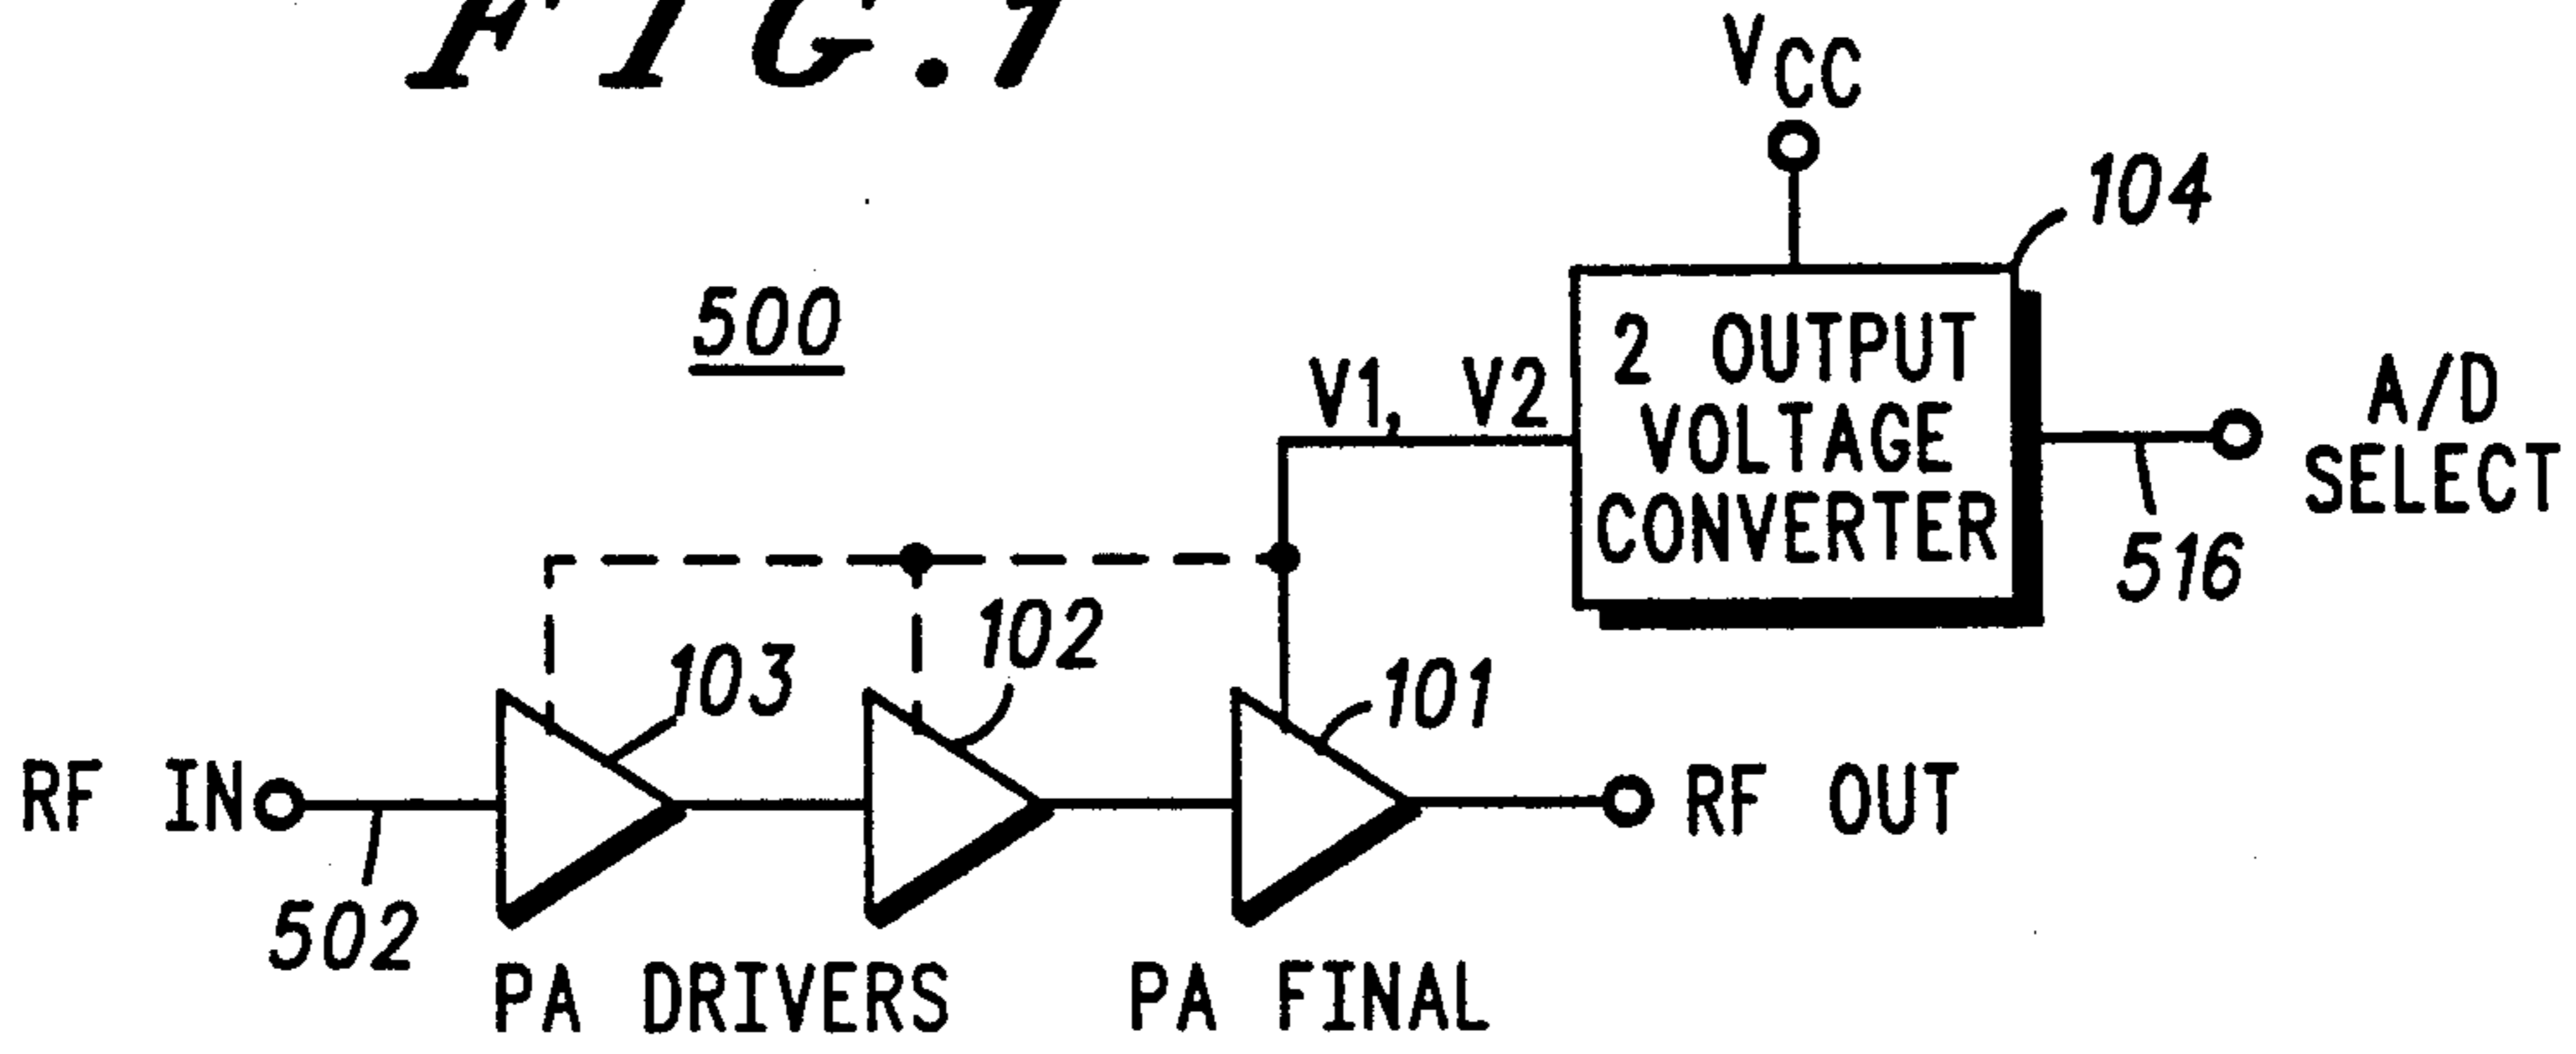 FIG.1
VCC
104
500
2 OUTPUT
VOLTAGE
CONVERTER
V1, V2
A/D
SELECT
516
103
102
101
RF IN
RF OUT
502
PA DRIVERS
PA FINAL